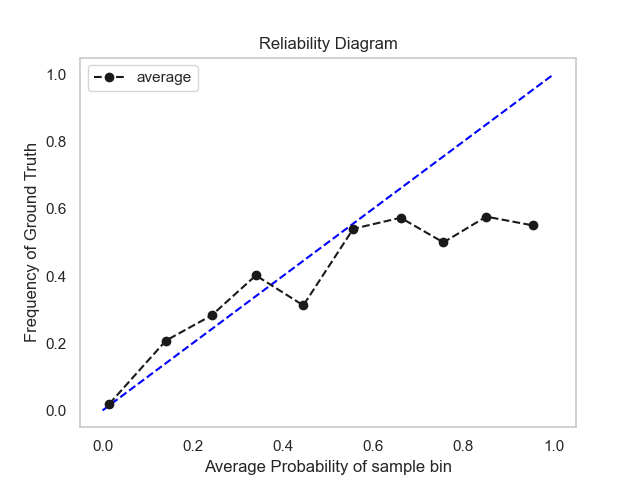 Reliability Diagram
average
Frequency of Ground Truth
1.0
0.8
0.6
0.4
0.2
0.0
0.0 0.2 0.4 0.6 0.8 1.0
Average Probability of sample bin